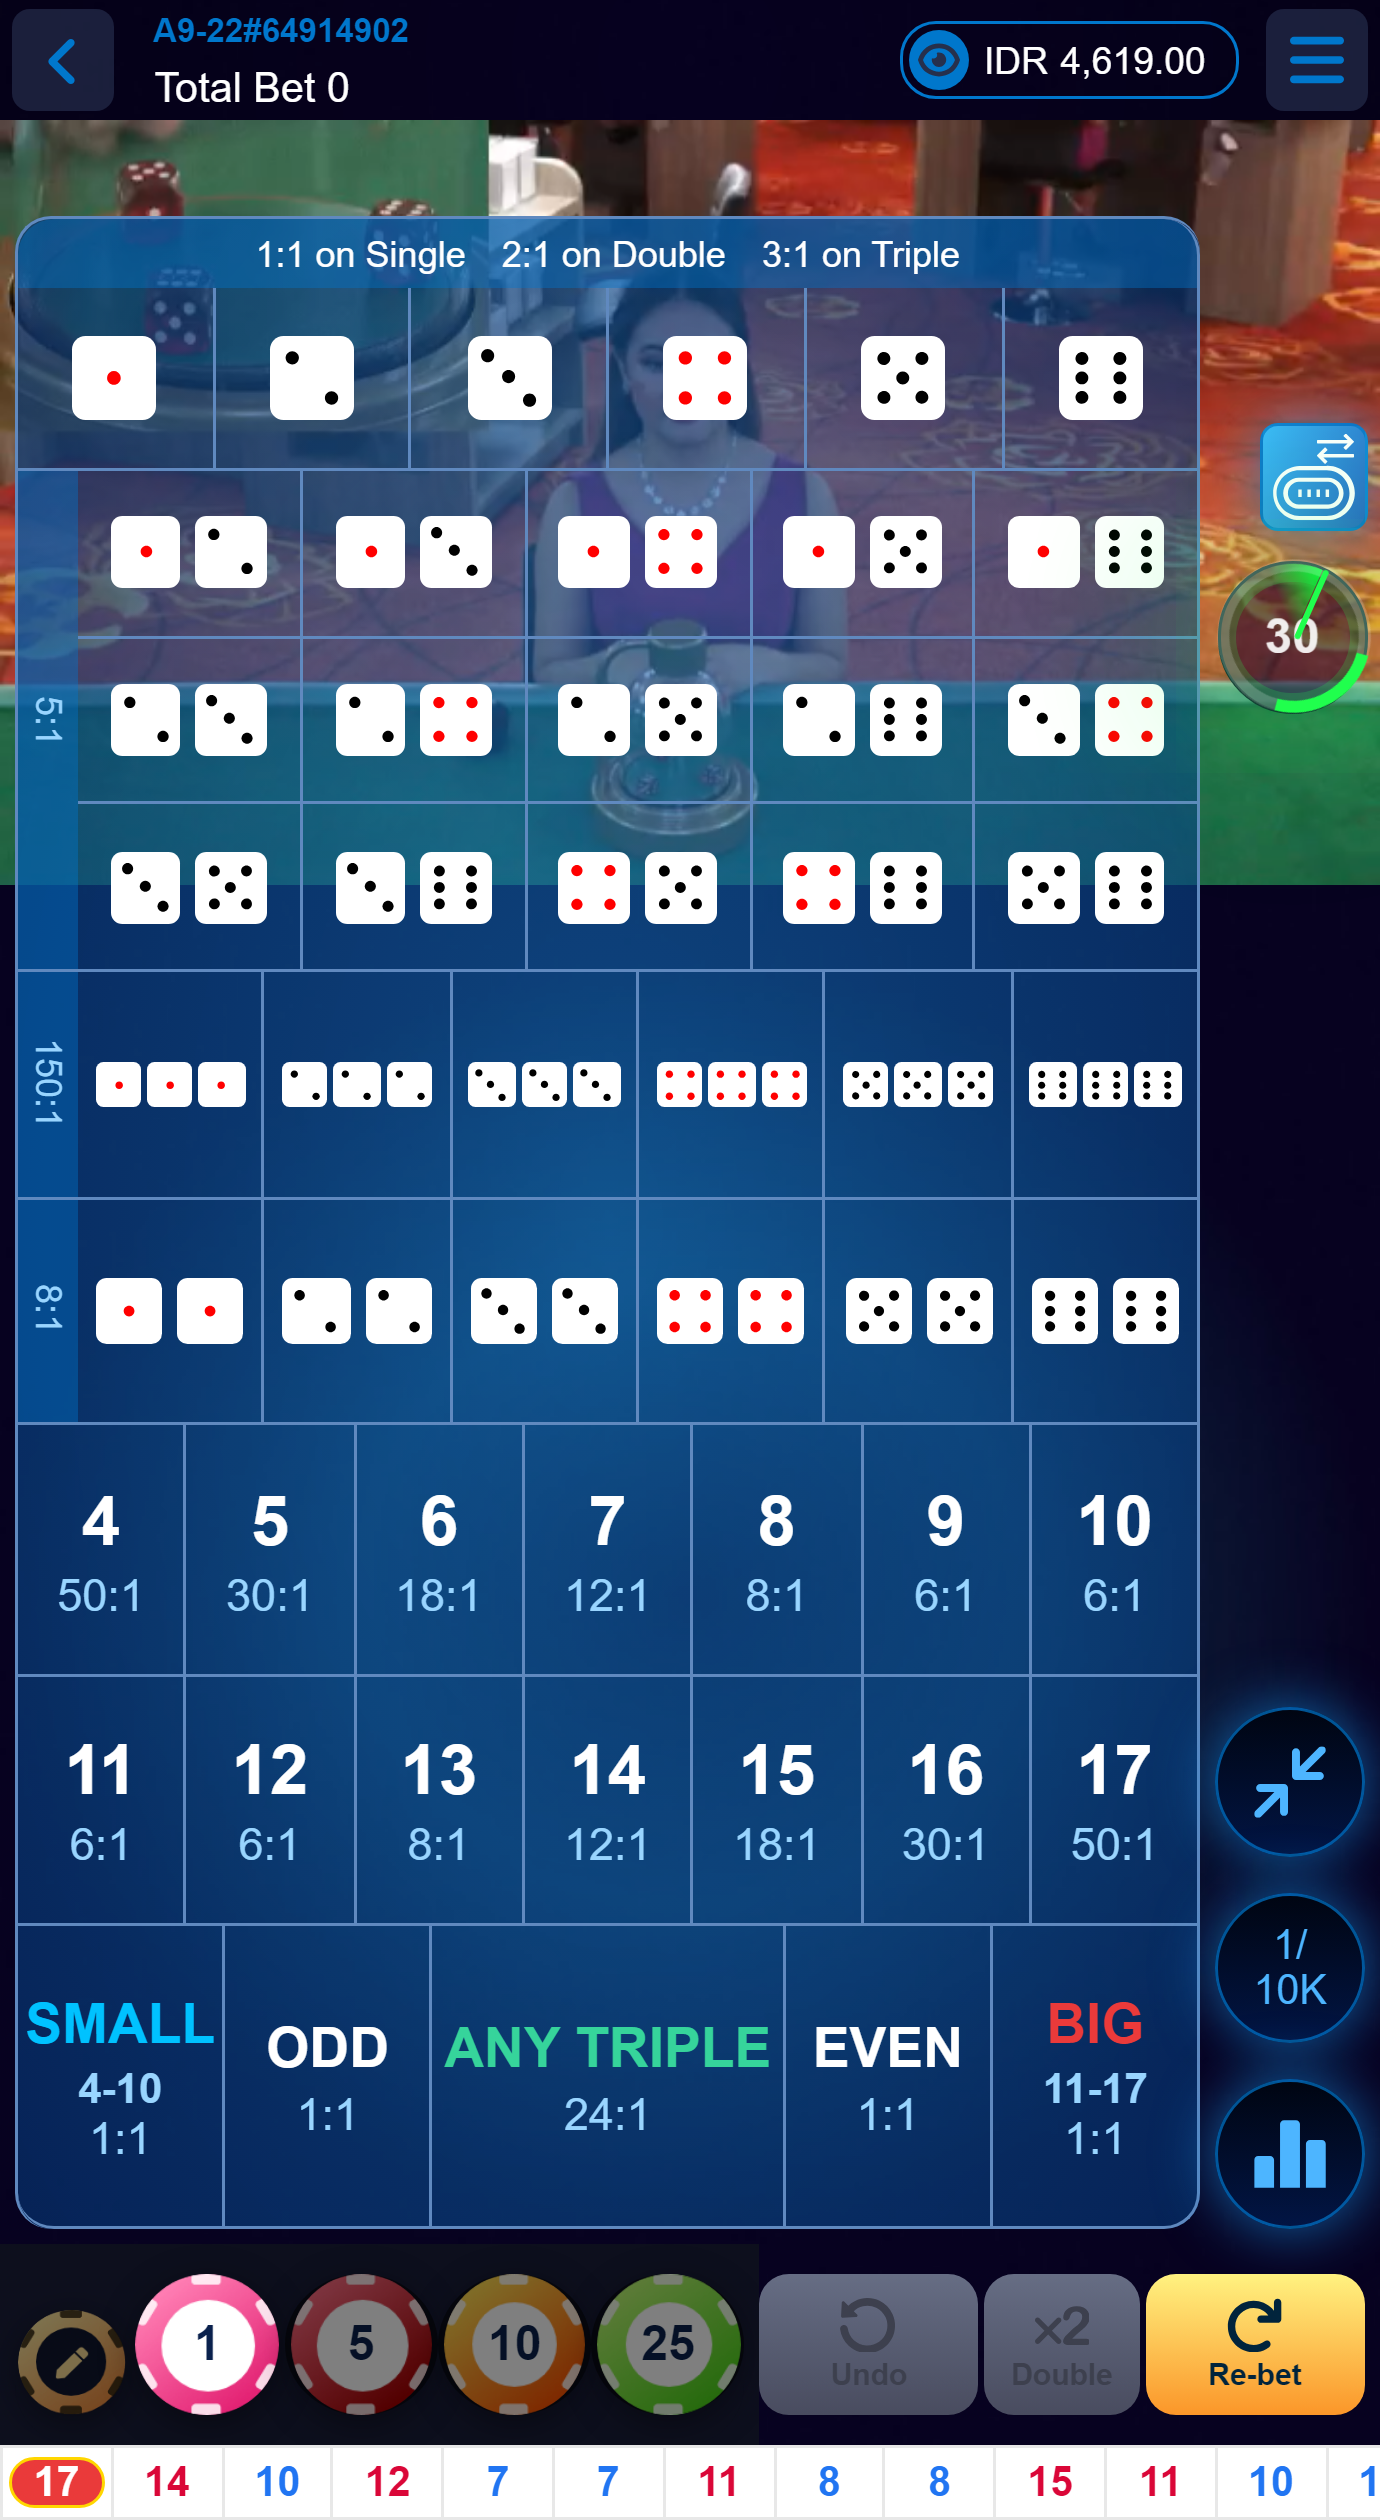 A9-22#64914902
Total Bet 0
IDR 4,619.00
1:1 on Single 2:1 on Double 3:1 on Triple
30
5:1
150:1
8:1
4 5 6 7 8 9 10
50:1 30:1 18:1 12:1 8:1 6:1 6:1
11 12 13 14 15 16 17
6:1 6:1 8:1 12:1 18:1 30:1 50:1
1/
10K
SMALL
4-10
1:1
ODD
1:1
ANY TRIPLE
24:1
EVEN
1:1
BIG
11-17
1:1
1 5 10 25
Undo
x2
Double
Re-bet
17 14 10 12 7 7 11 8 8 15 11 10